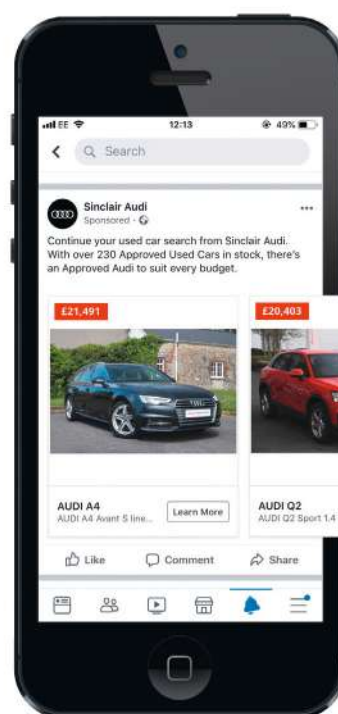 EE 12:13 49%
Search
Sinclair Audi
Sponsored ·
Continue your used car search from Sinclair Audi.
With over 230 Approved Used Cars in stock, there's
an Approved Audi to suit every budget.
£21,491
£20,403
AUDI A4
AUDI A4 Avant S line...
Learn More
AUDI Q2
AUDI Q2 Sport 1.4
Like Comment Share